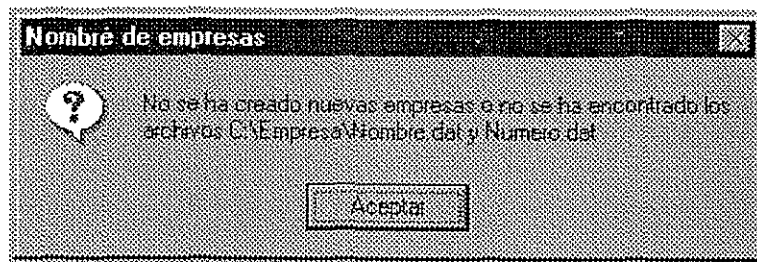 Nombre de empresas
No se ha creado nuevas empresas o no se ha encontrado los
archivos C:\Empresa\Nombre.dat y Numero.dat
Aceptar